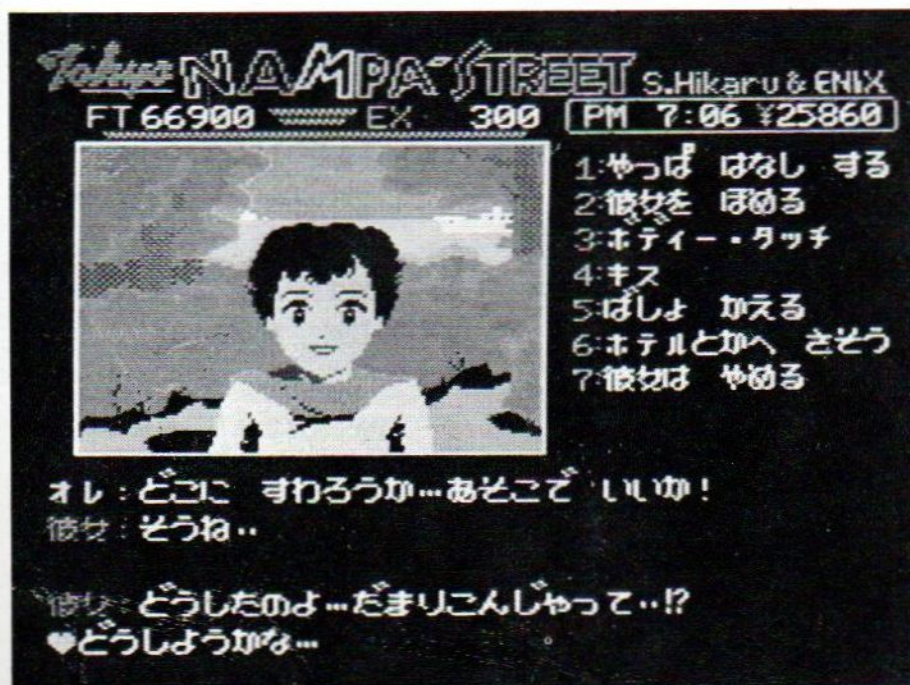 Tokyo NAMPA STREET S.Hikaru & ENIX
FT 66900 EX 300 PM 7:06 ¥25860
1:やっぱ はなし する
2:彼女を ほめる
3:ボディー・タッチ
4:キス
5:ばしょ かえる
6:ホテルとかへ さそう
7:彼女は やめる
オレ:どこに すわろうか…あそこで いいか!
彼女:そうね‥
彼女:どうしたのよ…だまりこんじゃって‥!?
♥どうしようかな…